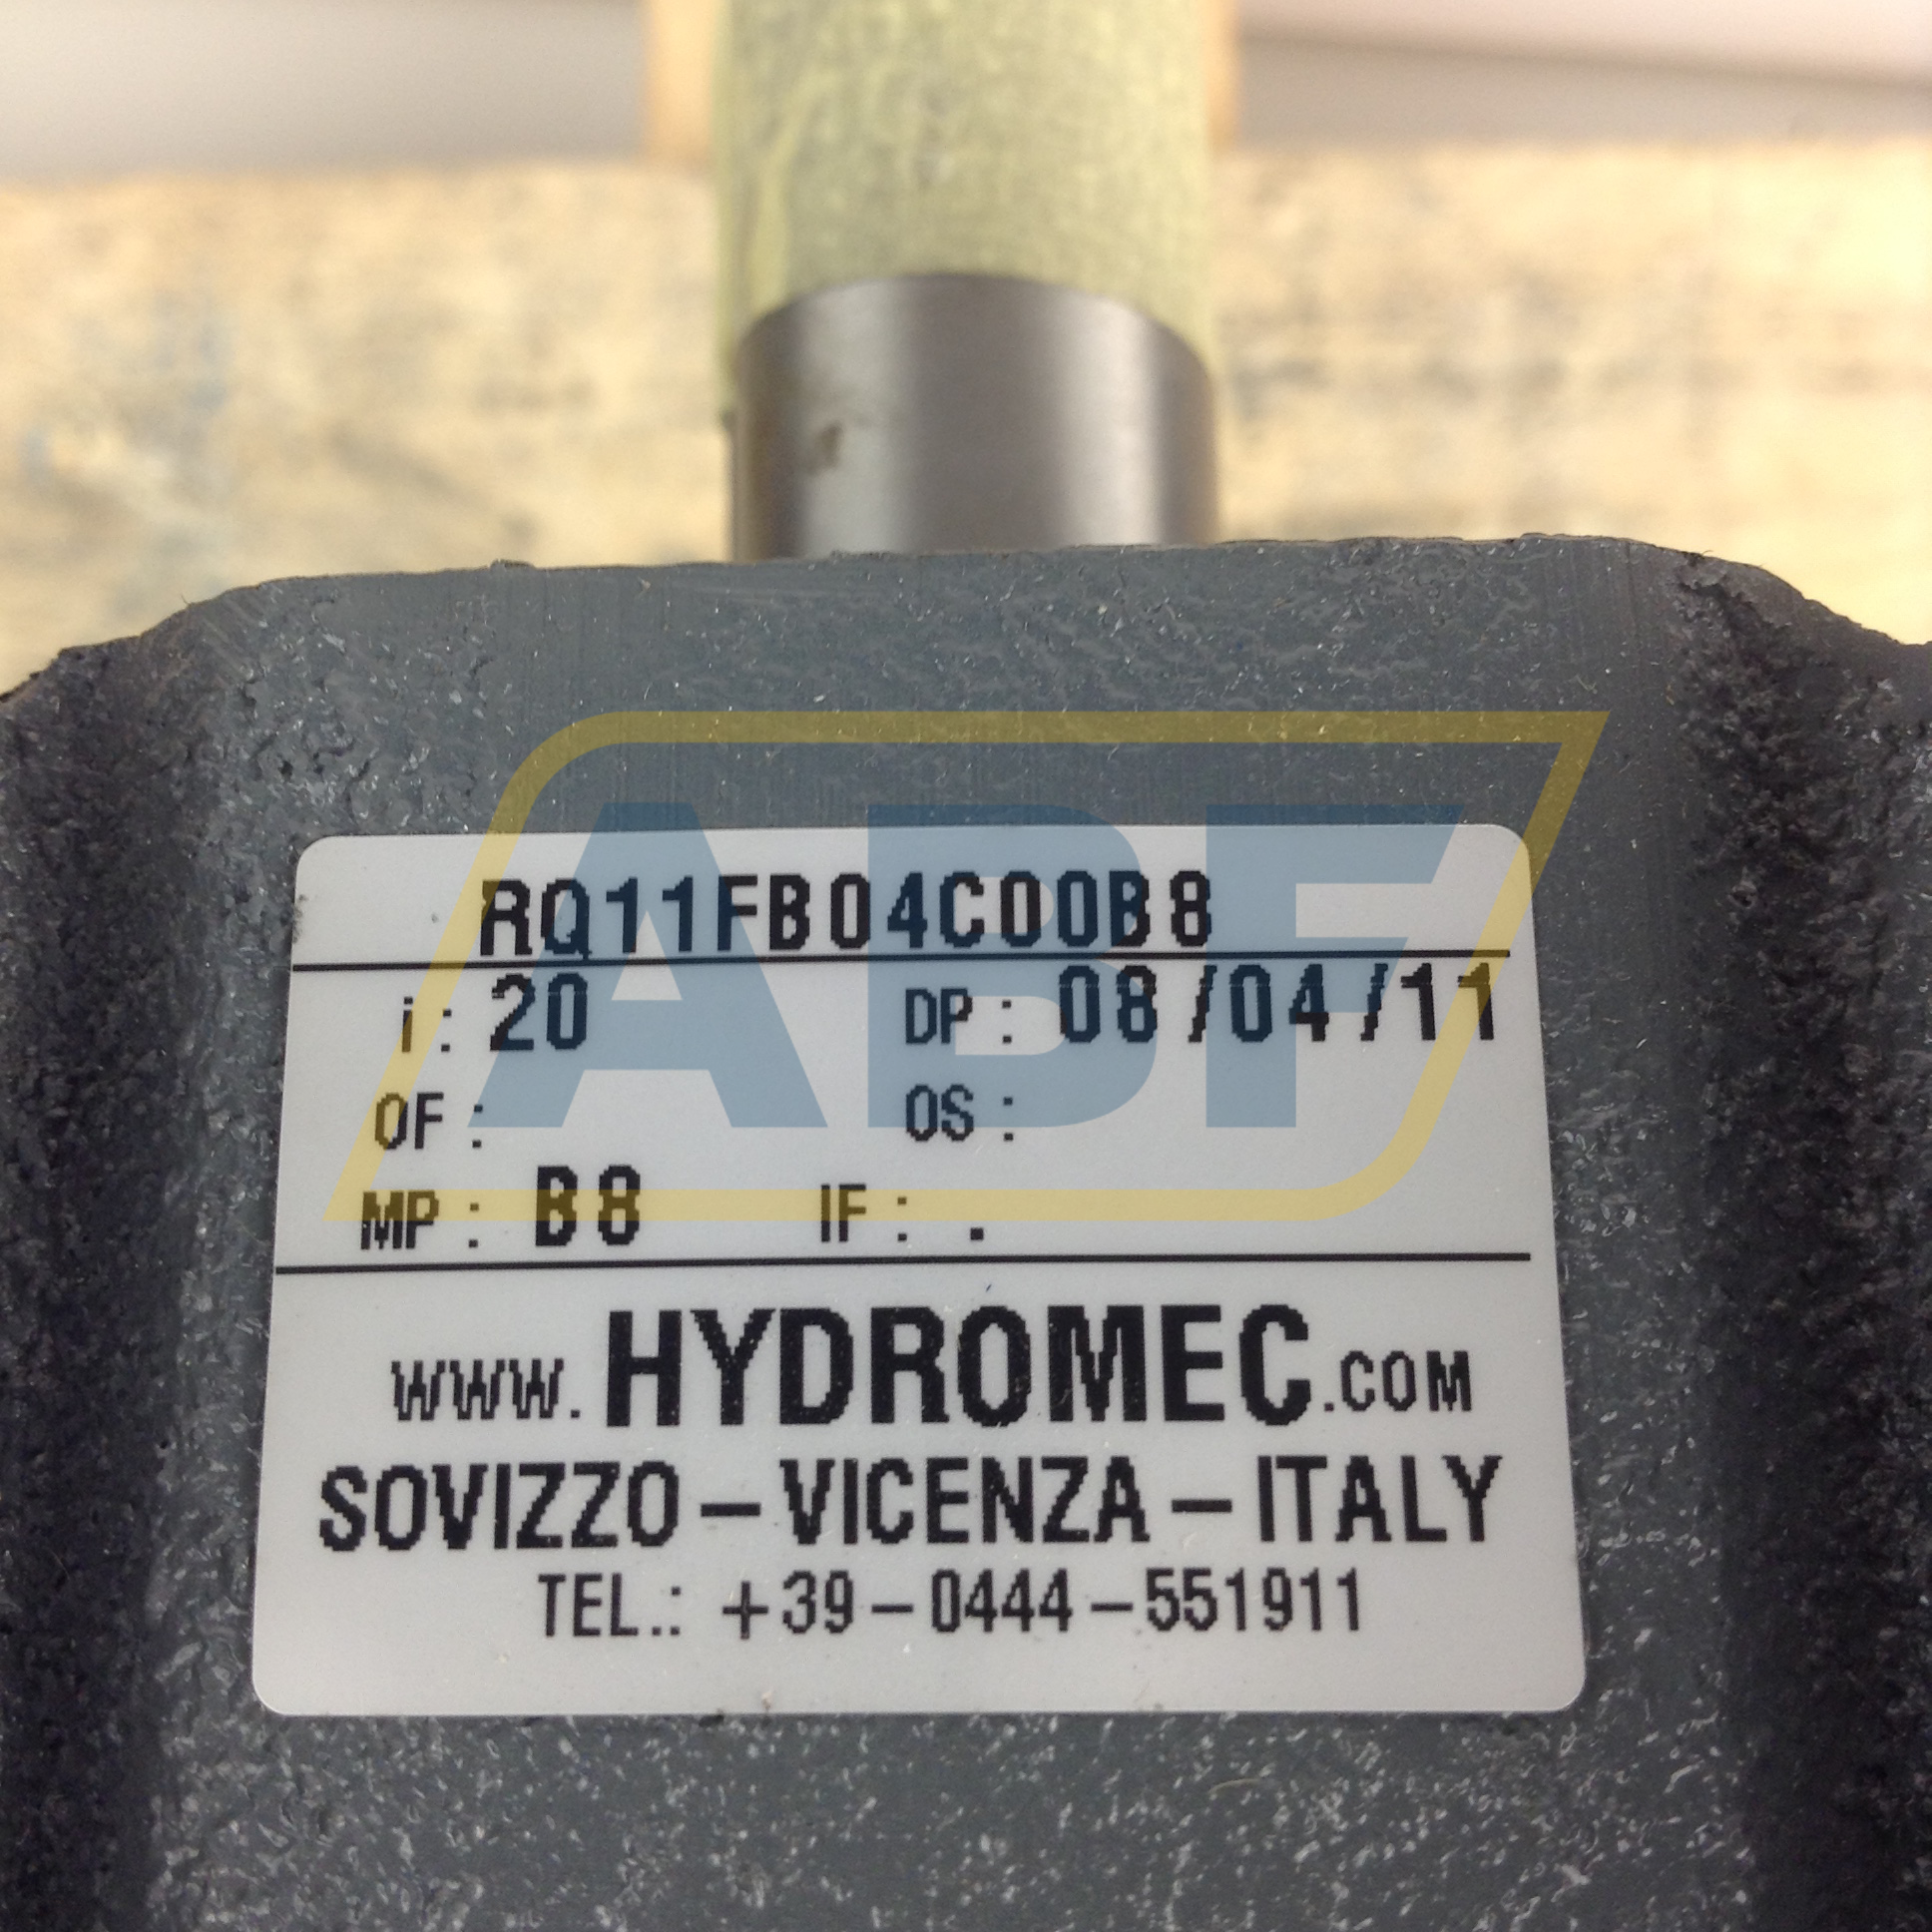 ABF
RQ11FB04C00B8
i: 20 DP: 08/04/11
OF: OS:
MP: B8 IF: .
www.HYDROMEC.COM
SOVIZZO-VICENZA-ITALY
TEL.: +39-0444-551911